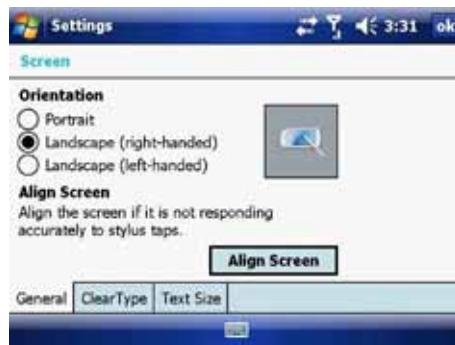 Settings 3:31 ok
Screen
Orientation
Portrait
Landscape (right-handed)
Landscape (left-handed)
Align Screen
Align the screen if it is not responding
accurately to stylus taps.
Align Screen
General ClearType Text Size